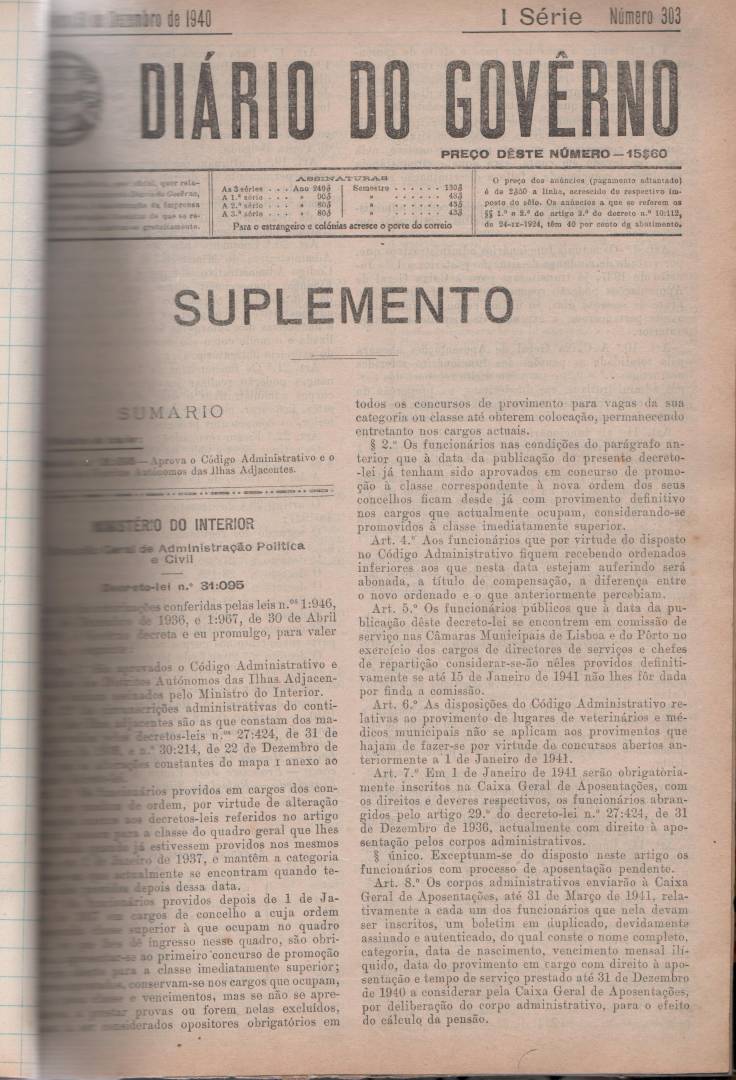 de Dezembro de 1940
I Série Número 303
DIÁRIO DO GOVÊRNO
PREÇO DÊSTE NÚMERO — 15$60
oficial, quer rela-
Diário do Govêrno,
da Imprensa
de que se re-
gratuitamente.
ASSINATURAS
As 3 séries . . . Ano 240$ Semestre . . . . . . 130$
A 1.ª série . . . » 90$ » . . . . . . 48$
A 2.ª série . . . » 80$ » . . . . . . 43$
A 3.ª série . . . » 80$ » . . . . . . 43$
Para o estrangeiro e colónias acresce o porte do correio
O preço dos anúncios (pagamento adiantado)
é de 2$50 a linha, acrescido do respectivo im-
posto do sêlo. Os anúncios a que se referem os
§§ 1.º e 2.º do artigo 2.º do decreto n.º 10:112,
de 24-IX-1924, têm 40 por cento de abatimento.
SUPLEMENTO
SUMÁRIO
— Aprova o Código Administrativo e o
Autónomos das Ilhas Adjacentes.
MINISTÉRIO DO INTERIOR
Geral de Administração Política
e Civil
Decreto-lei n.º 31:095
conferidas pelas leis n.ºs 1:946,
de 1936, e 1:967, de 30 de Abril
decreta e eu promulgo, para valer
aprovados o Código Administrativo e
Autónomos das Ilhas Adjacen-
pelo Ministro do Interior.
administrativas do conti-
adjacentes são as que constam dos ma-
decretos-leis n.ºs 27:424, de 31 de
e n.º 30:214, de 22 de Dezembro de
constantes do mapa I anexo ao
providos em cargos dos con-
de ordem, por virtude de alteração
aos decretos-leis referidos no artigo
para a classe do quadro geral que lhes
já estivessem providos nos mesmos
de 1937, e mantêm a categoria
actualmente se encontram quando te-
depois dessa data.
providos depois de 1 de Ja-
em cargos de concelho a cuja ordem
superior à que ocupam no quadro
de ingresso nesse quadro, são obri-
ao primeiro concurso de promoção
para a classe imediatamente superior;
conservam-se nos cargos que ocupam,
e vencimentos, mas se não se apre-
provas ou forem nelas excluídos,
considerados opositores obrigatórios em
todos os concursos de provimento para vagas da sua
categoria ou classe até obterem colocação, permanecendo
entretanto nos cargos actuais.
§ 2.º Os funcionários nas condições do parágrafo an-
terior que à data da publicação do presente decreto-
-lei já tenham sido aprovados em concurso de promo-
ção à classe correspondente à nova ordem dos seus
concelhos ficam desde já com provimento definitivo
nos cargos que actualmente ocupam, considerando-se
promovidos à classe imediatamente superior.
Art. 4.º Aos funcionários que por virtude do disposto
no Código Administrativo fiquem recebendo ordenados
inferiores aos que nesta data estejam auferindo será
abonada, a título de compensação, a diferença entre
o novo ordenado e o que anteriormente percebiam.
Art. 5.º Os funcionários públicos que à data da pu-
blicação dêste decreto-lei se encontrem em comissão de
serviço nas Câmaras Municipais de Lisboa e do Pôrto no
exercício dos cargos de directores de serviços e chefes
de repartição considerar-se-ão nêles providos definiti-
vamente se até 15 de Janeiro de 1941 não lhes fôr dada
por finda a comissão.
Art. 6.º As disposições do Código Administrativo re-
lativas ao provimento de lugares de veterinários e mé-
dicos municipais não se aplicam aos provimentos que
hajam de fazer-se por virtude de concursos abertos an-
teriormente a 1 de Janeiro de 1941.
Art. 7.º Em 1 de Janeiro de 1941 serão obrigatòria-
mente inscritos na Caixa Geral de Aposentações, com
os direitos e deveres respectivos, os funcionários abran-
gidos pelo artigo 29.º do decreto-lei n.º 27:424, de 31
de Dezembro de 1936, actualmente com direito à apo-
sentação pelos corpos administrativos.
§ único. Exceptuam-se do disposto neste artigo os
funcionários com processo de aposentação pendente.
Art. 8.º Os corpos administrativos enviarão à Caixa
Geral de Aposentações, até 31 de Março de 1941, rela-
tivamente a cada um dos funcionários que nela devam
ser inscritos, um boletim em duplicado, devidamente
assinado e autenticado, do qual conste o nome completo,
categoria, data de nascimento, vencimento mensal ilí-
quido, data do provimento em cargo com direito à apo-
sentação e tempo de serviço prestado até 31 de Dezembro
de 1940 a considerar pela Caixa Geral de Aposentações,
por deliberação do corpo administrativo, para o efeito
do cálculo da pensão.